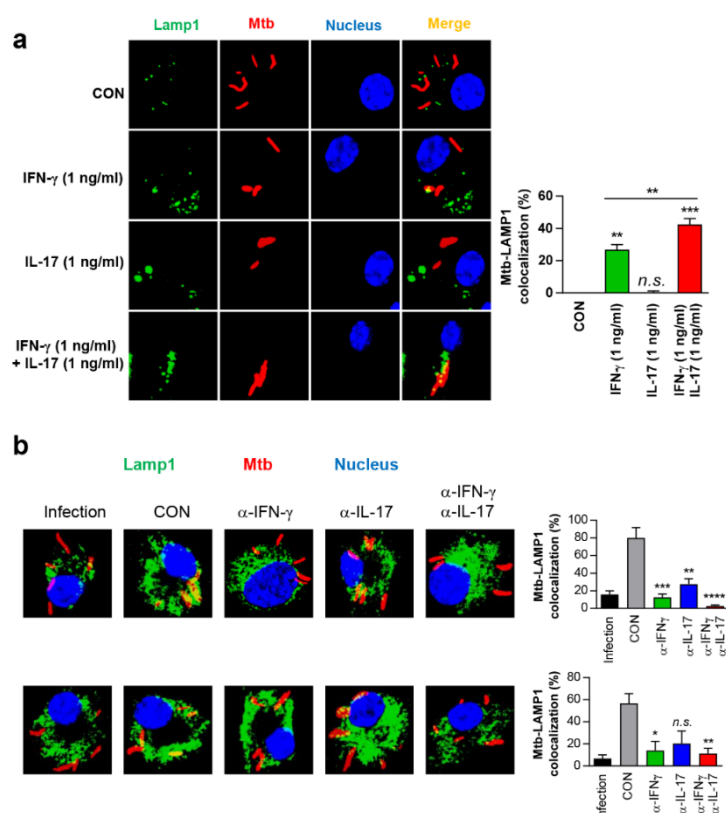 a
Lamp1 Mtb Nucleus Merge
CON
IFN-γ (1 ng/ml)
IL-17 (1 ng/ml)
IFN-γ (1 ng/ml)
+ IL-17 (1 ng/ml)
Mtb-LAMP1
colocalization (%)
60
40
20
0
**
** n.s. ***
CON
IFNγ (1 ng/ml)
IL-17 (1 ng/ml)
IFNγ (1 ng/ml)
IL-17 (1 ng/ml)
b
Lamp1 Mtb Nucleus
Infection CON α-IFN-γ α-IL-17 α-IFN-γ
α-IL-17
Mtb-LAMP1
colocalization (%)
100
80
60
40
20
0
*** ** ****
Infection
CON
α-IFNγ
α-IL-17
α-IFNγ
α-IL-17
Mtb-LAMP1
colocalization (%)
80
60
40
20
0
* n.s. **
Infection
CON
α-IFNγ
α-IL-17
α-IFNγ
α-IL-17